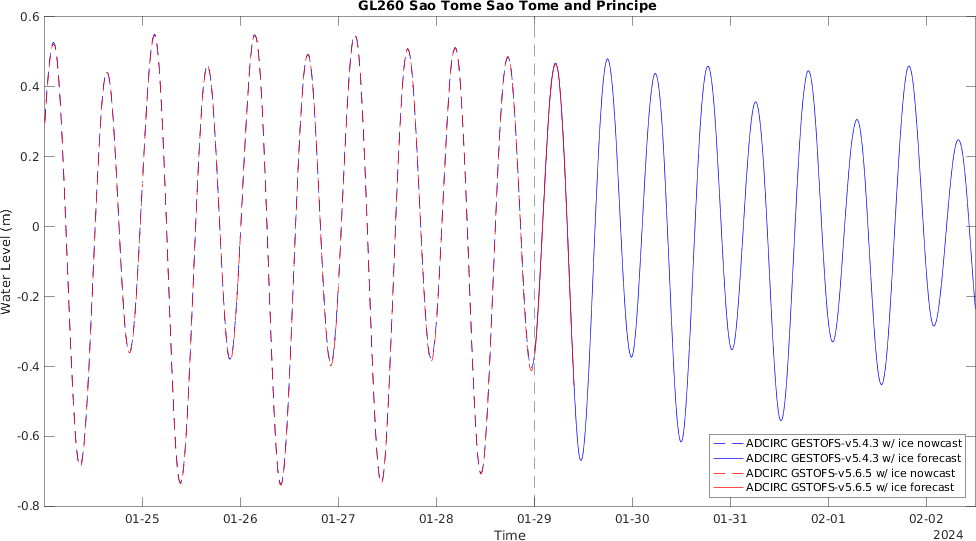 GL260 Sao Tome Sao Tome and Principe
0.6
0.4
0.2
0
-0.2
-0.4
-0.6
-0.8
Water Level (m)
ADCIRC GESTOFS-v5.4.3 w/ ice nowcast
ADCIRC GESTOFS-v5.4.3 w/ ice forecast
ADCIRC GSTOFS-v5.6.5 w/ ice nowcast
ADCIRC GSTOFS-v5.6.5 w/ ice forecast
01-25 01-26 01-27 01-28 01-29 01-30 01-31 02-01 02-02
Time
2024